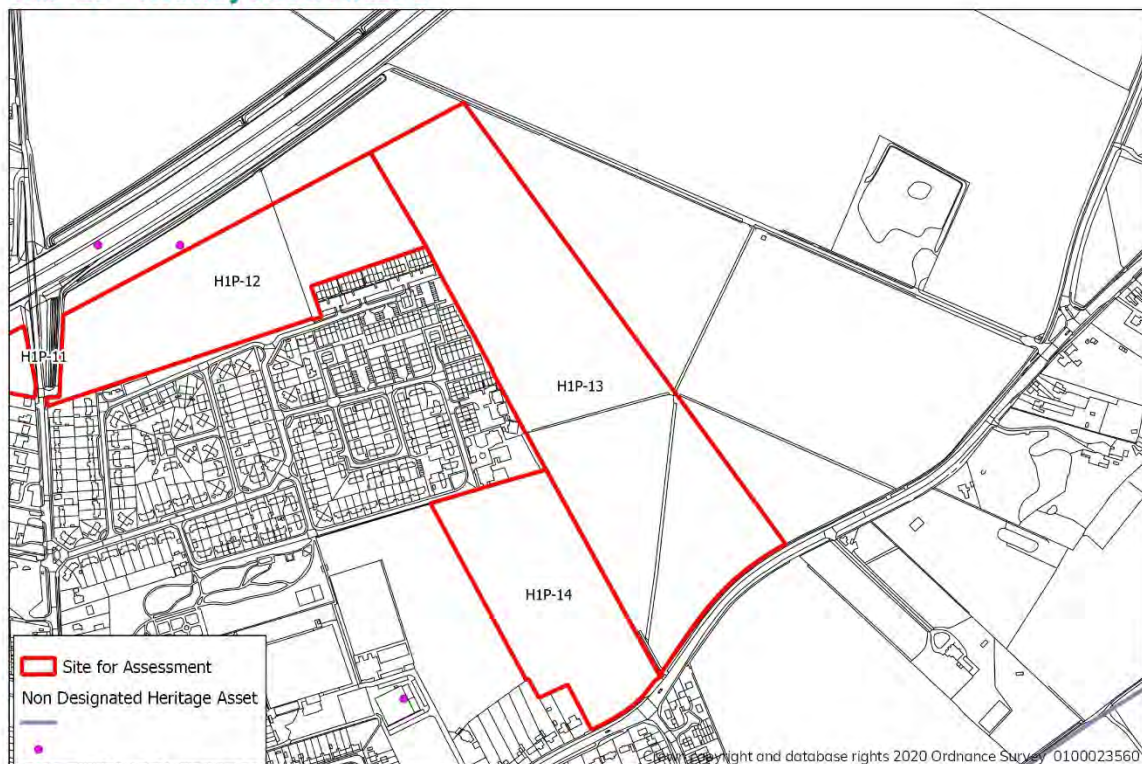 H1P-12
H1P-11
H1P-13
H1P-14
Site for Assessment
Non Designated Heritage Asset
Crown copyright and database rights 2020 Ordnance Survey 0100023560